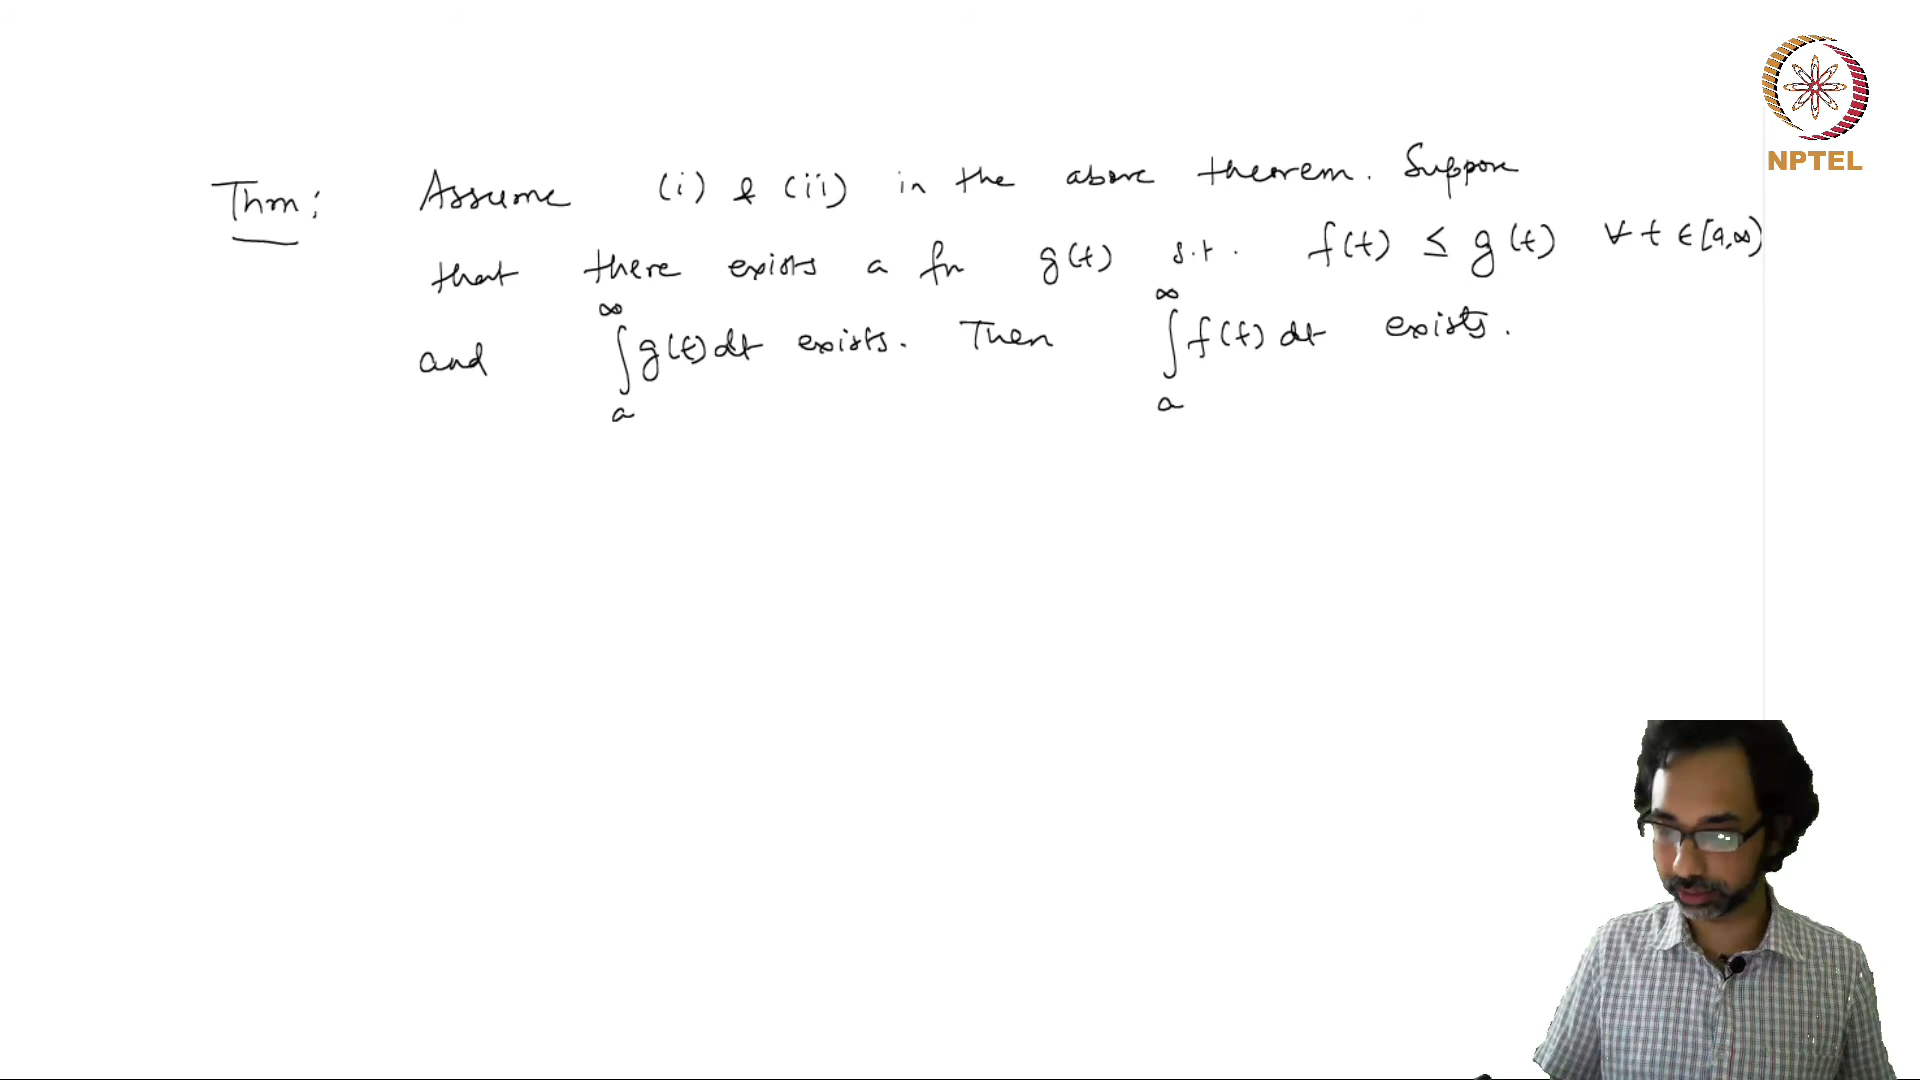 NPTEL
Thm: Assume (i) & (ii) in the above theorem. Suppose
that there exists a fn g(t) s.t. f(t) ≤ g(t) ∀ t ∈ [a,∞)
and ∫_a^∞ g(t) dt exists. Then ∫_a^∞ f(t) dt exists.